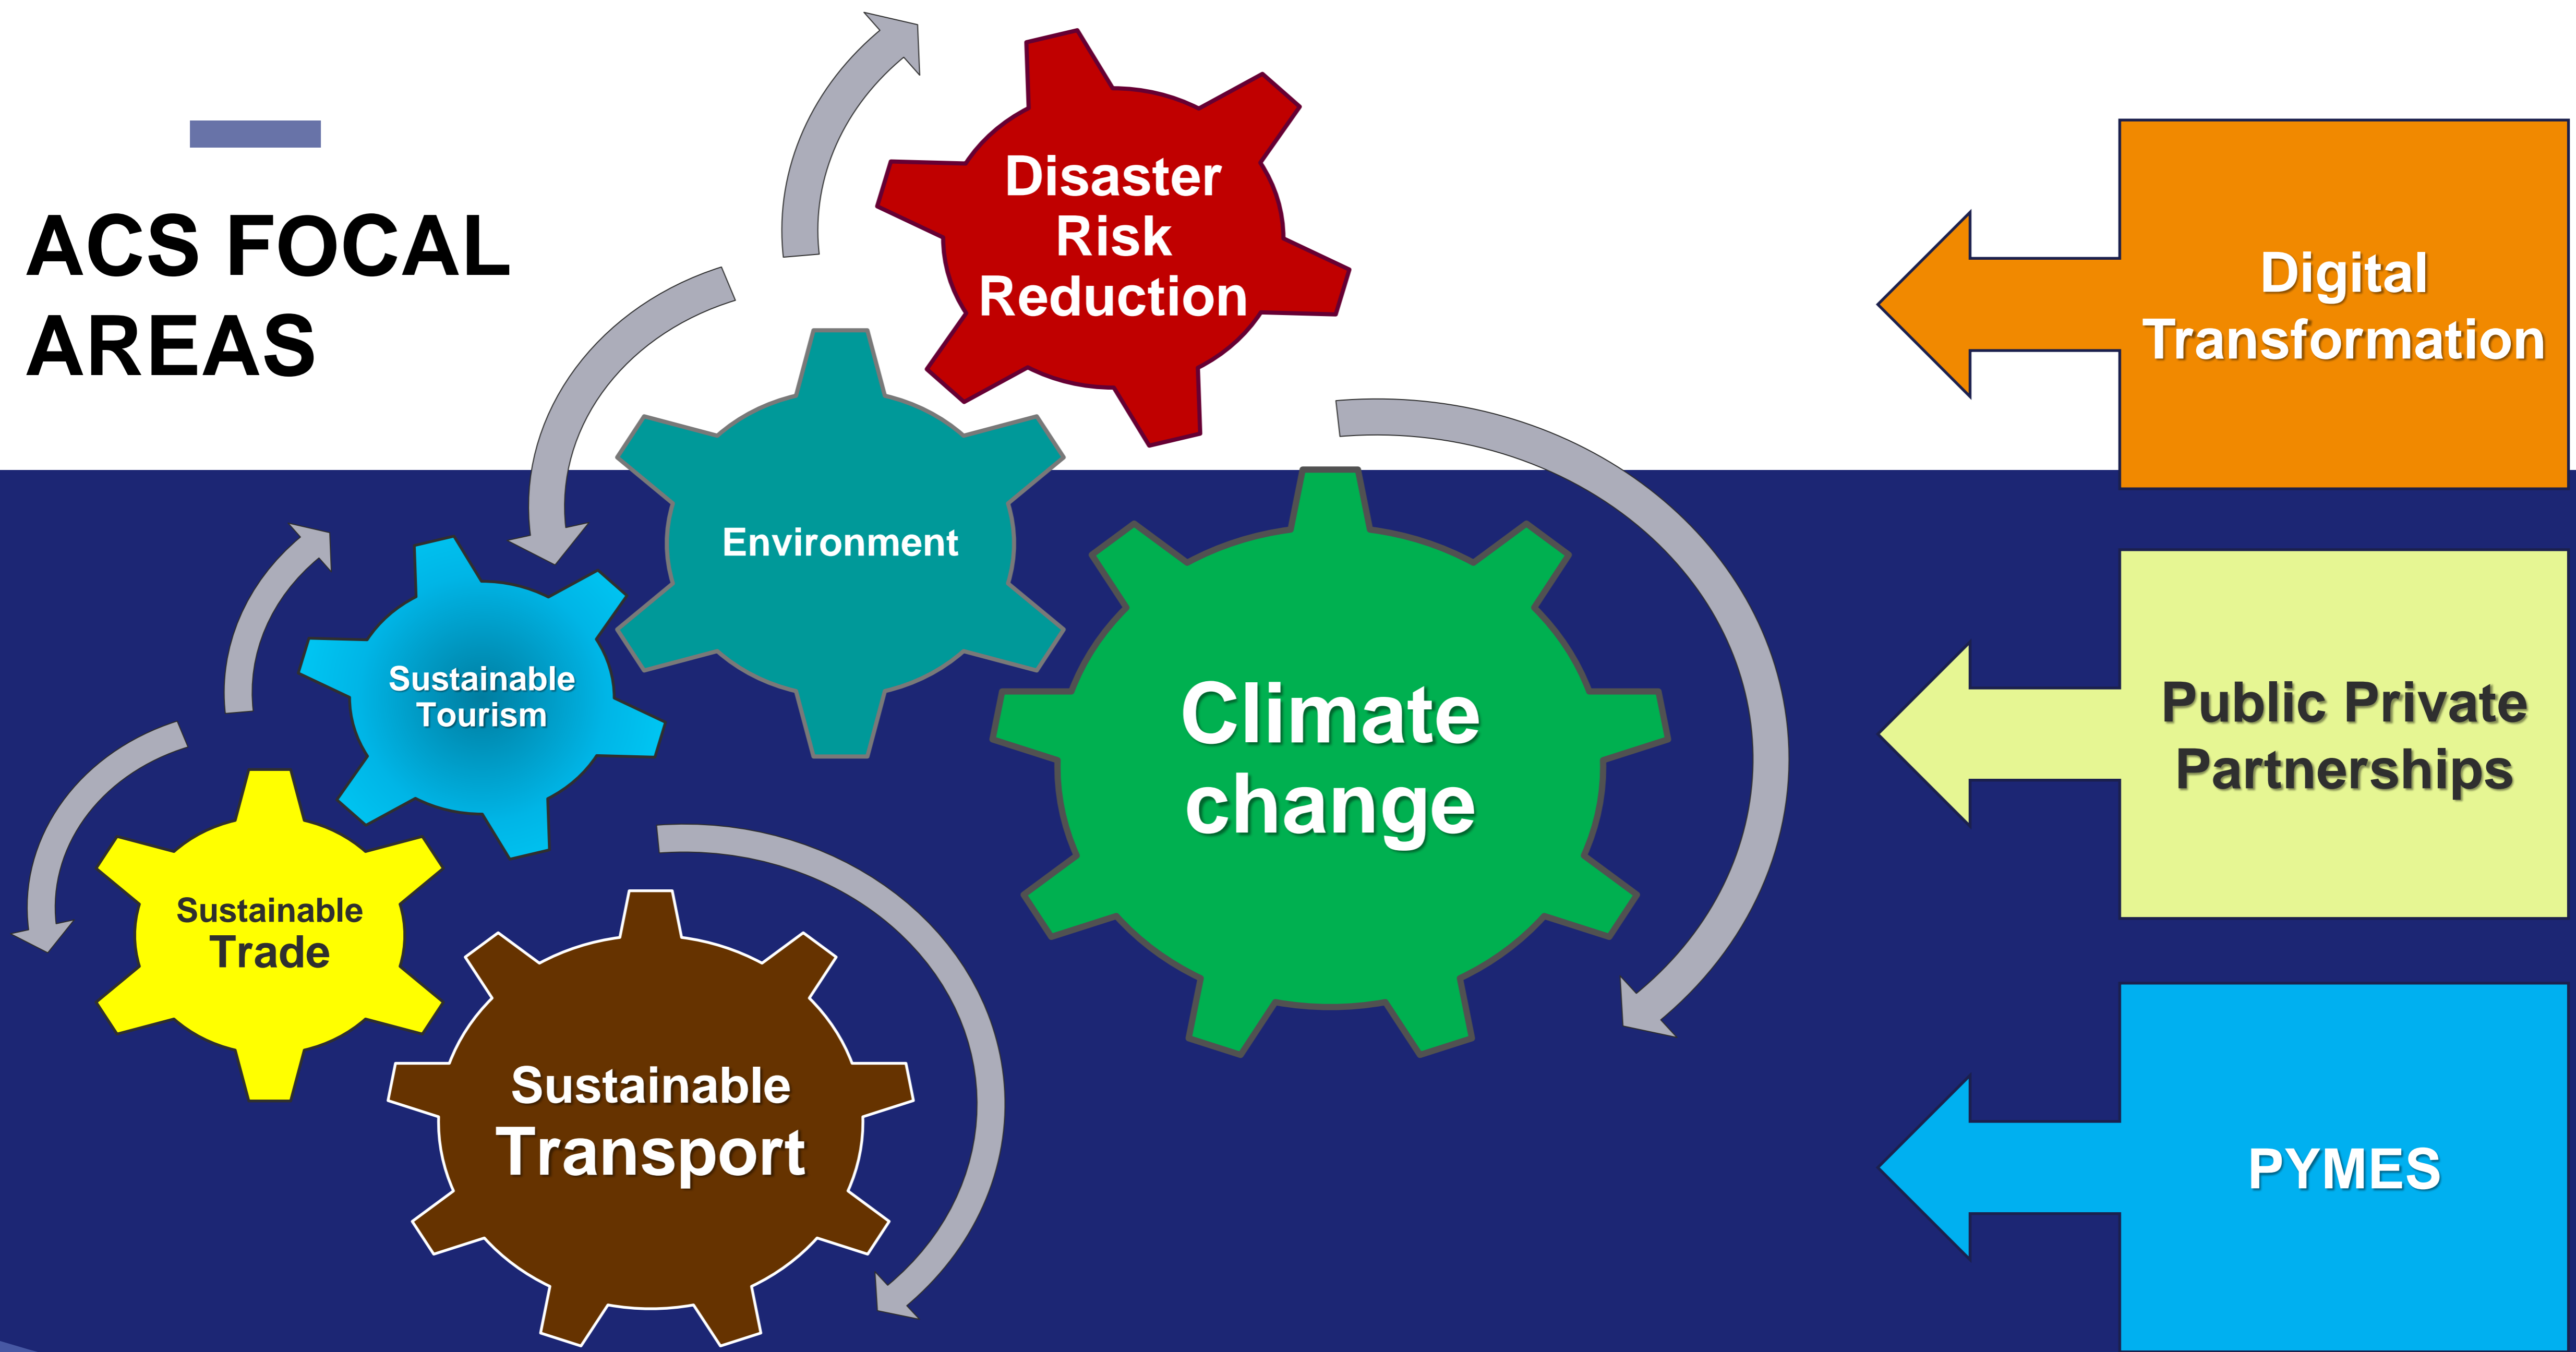 ACS FOCAL
AREAS
Disaster
Risk
Reduction
Environment
Climate
change
Sustainable
Tourism
Sustainable
Trade
Sustainable
Transport
Digital
Transformation
Public Private
Partnerships
PYMES